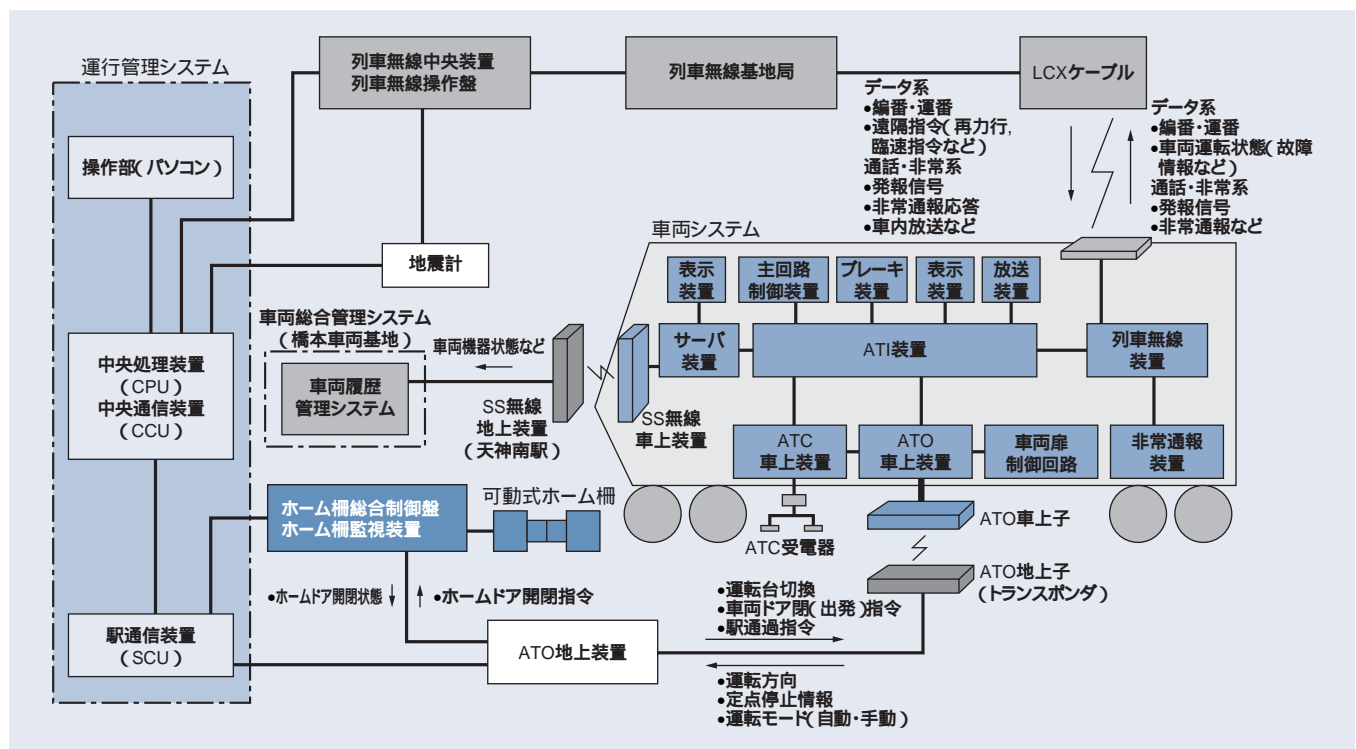 運行管理システム
操作部(パソコン)
中央処理装置
(CPU)
中央通信装置
(CCU)
駅通信装置
(SCU)
列車無線中央装置
列車無線操作盤
列車無線基地局
LCXケーブル
地震計
データ系
•編番・運番
•遠隔指令(再力行,
臨速指令など)
通話・非常系
•発報信号
•非常通報応答
•車内放送など
データ系
•編番・運番
•車両運転状態(故障
情報など)
通話・非常系
•発報信号
•非常通報など
車両総合管理システム
(橋本車両基地)
車両履歴
管理システム
車両機器状態など
SS無線
地上装置
(天神南駅)
車両システム
表示
装置
主回路
制御装置
ブレーキ
装置
表示
装置
放送
装置
サーバ
装置
ATI装置
列車無線
装置
SS無線
車上装置
ATC
車上装置
ATO
車上装置
車両扉
制御回路
非常通報
装置
ATC受電器
ATO車上子
ATO地上子
(トランスポンダ)
ホーム柵総合制御盤
ホーム柵監視装置
可動式ホーム柵
•ホームドア開閉状態
•ホームドア開閉指令
ATO地上装置
•運転台切換
•車両ドア閉(出発)指令
•駅通過指令
•運転方向
•定点停止情報
•運転モード(自動・手動)